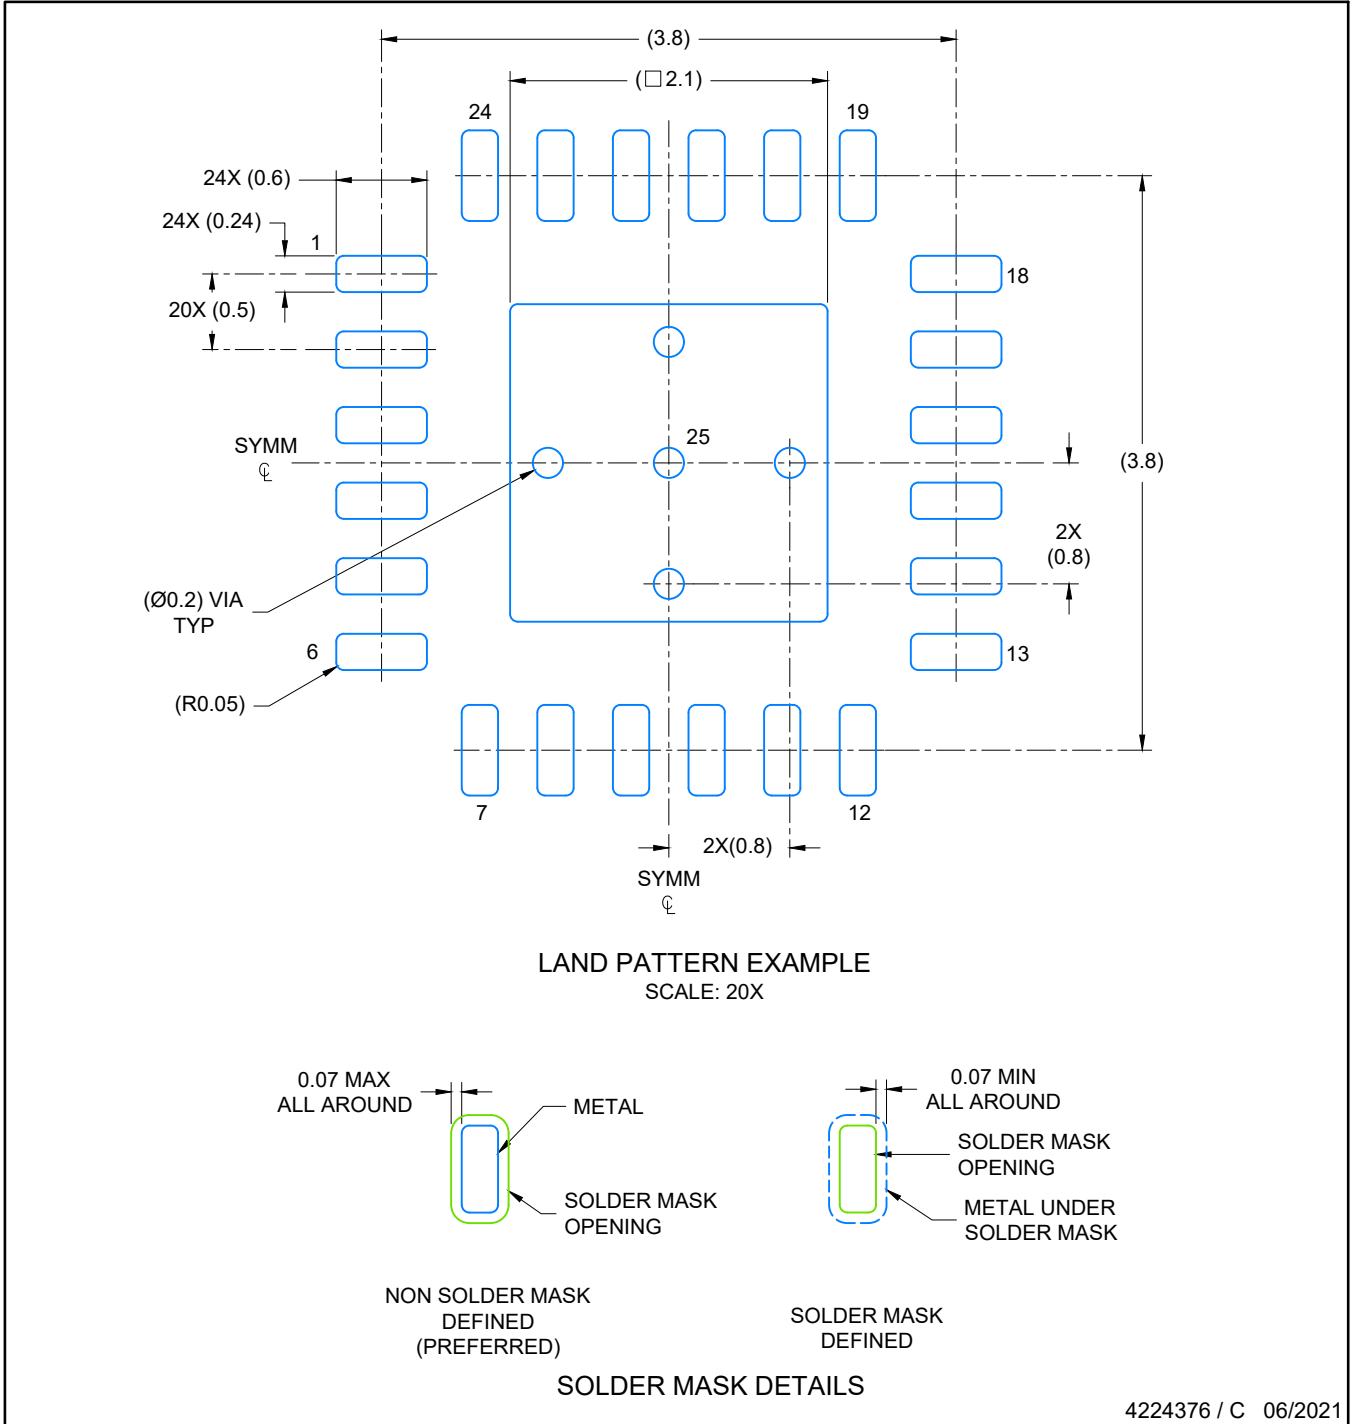 (3.8)
(□2.1)
24
19
24X (0.6)
24X (0.24)
1
18
20X (0.5)
SYMM
℄
25
(3.8)
2X
(0.8)
(Ø0.2) VIA
TYP
6
13
(R0.05)
7
12
2X(0.8)
SYMM
℄
LAND PATTERN EXAMPLE
SCALE: 20X
0.07 MAX
ALL AROUND
METAL
SOLDER MASK
OPENING
NON SOLDER MASK
DEFINED
(PREFERRED)
0.07 MIN
ALL AROUND
SOLDER MASK
OPENING
METAL UNDER
SOLDER MASK
SOLDER MASK
DEFINED
SOLDER MASK DETAILS
4224376 / C 06/2021